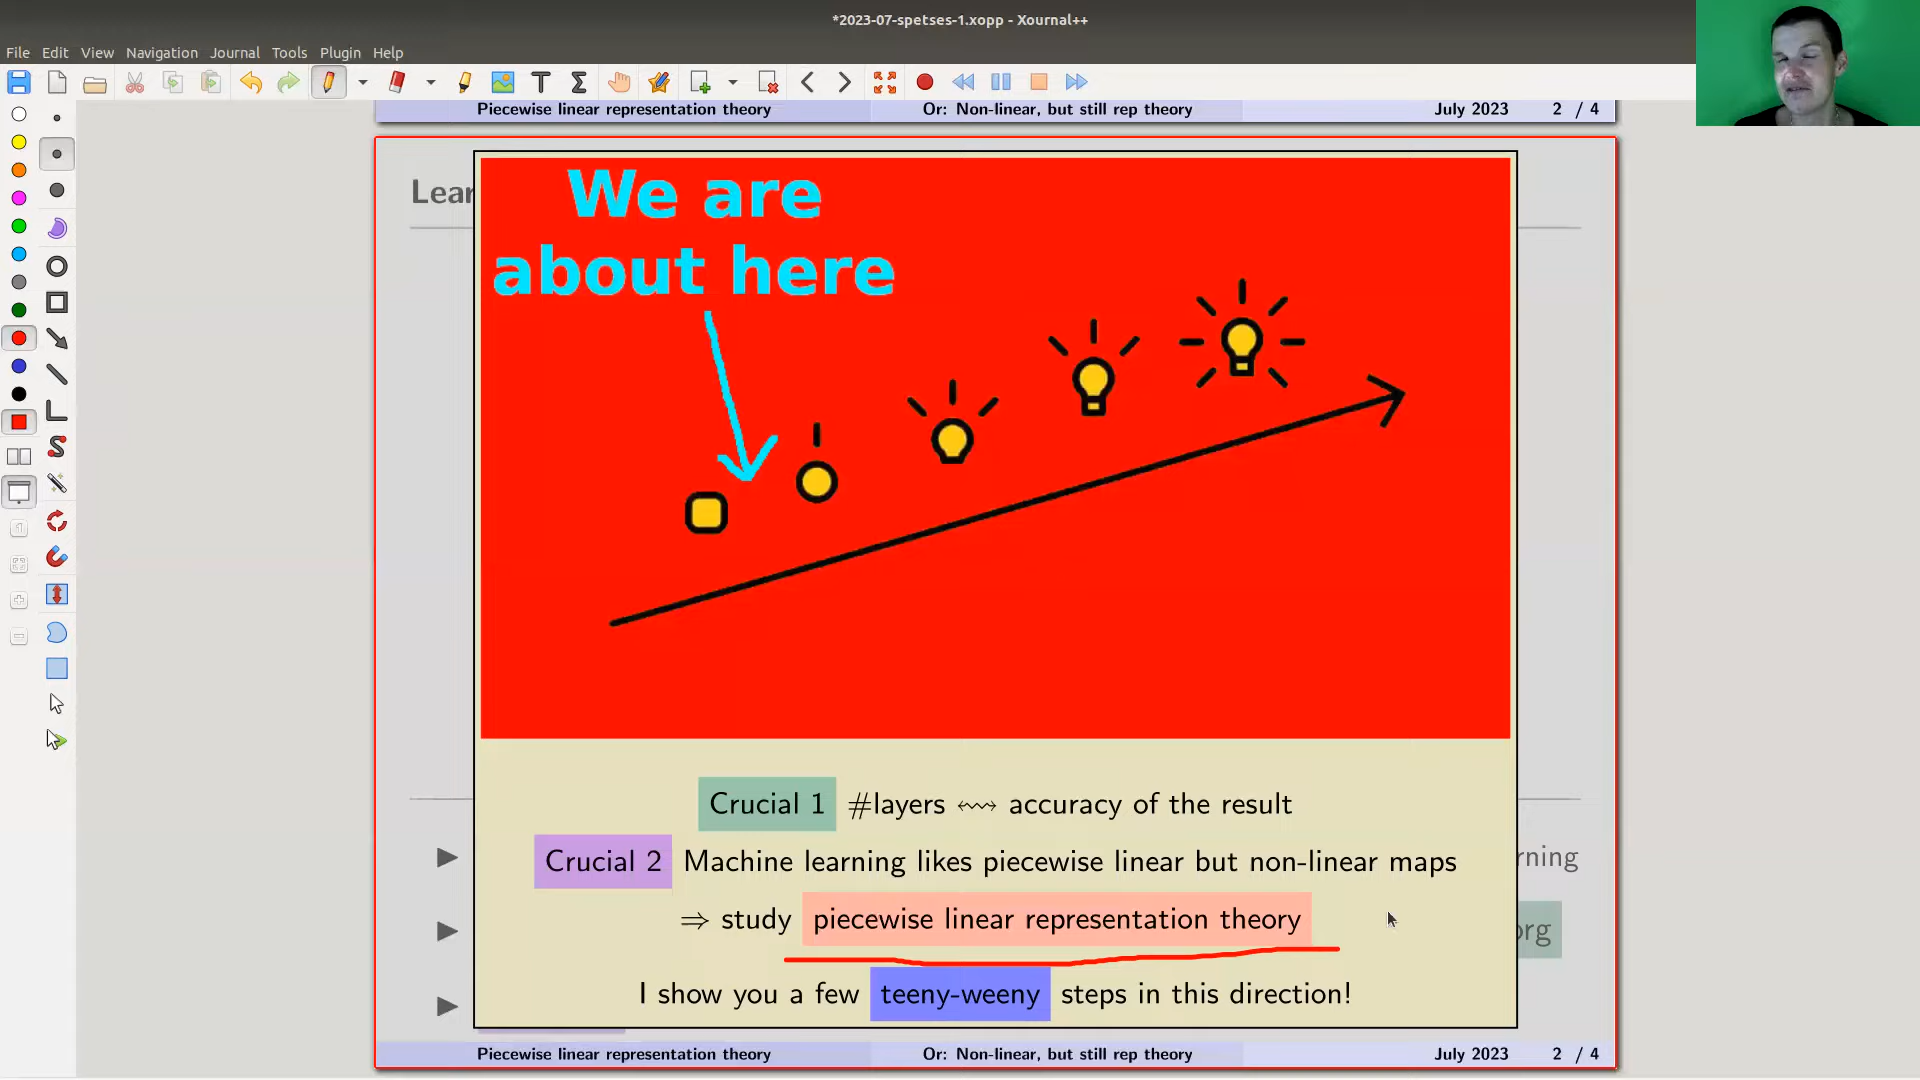 *2023-07-spetses-1.xopp - Xournal++
File Edit View Navigation Journal Tools Plugin Help
Piecewise linear representation theory Or: Non-linear, but still rep theory July 2023 2 / 4
Lear
We are
about here
Crucial 1 #layers ↭ accuracy of the result
Crucial 2 Machine learning likes piecewise linear but non-linear maps
rning
⇒ study piecewise linear representation theory
org
I show you a few teeny-weeny steps in this direction!
Piecewise linear representation theory Or: Non-linear, but still rep theory July 2023 2 / 4